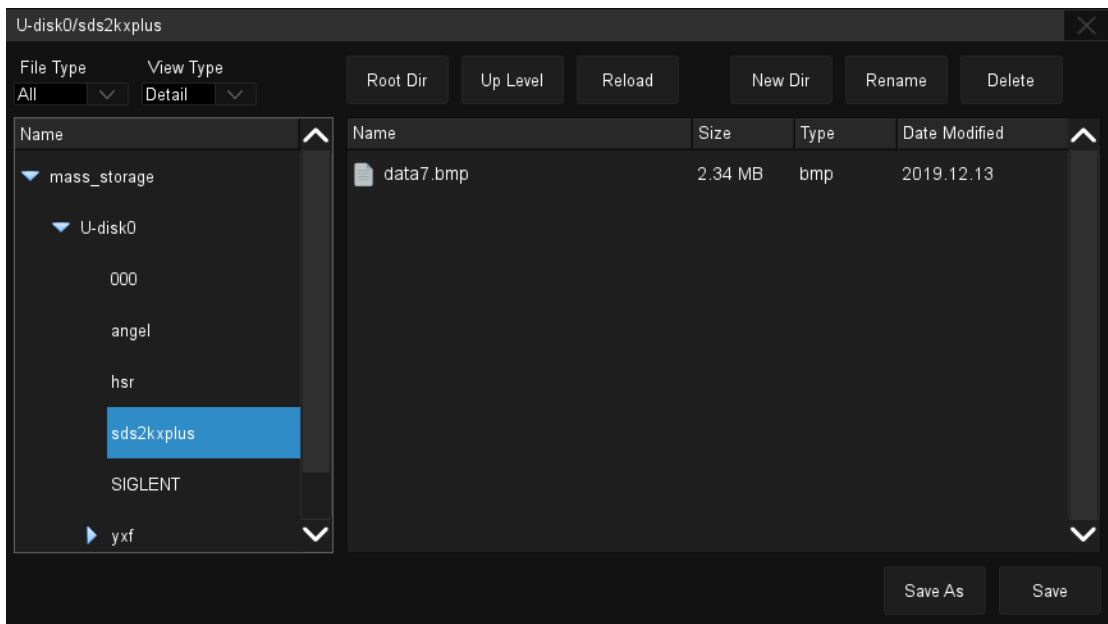 U-disk0/sds2kxplus
File Type View Type
All Detail
Root Dir Up Level Reload New Dir Rename Delete
Name
mass_storage
U-disk0
000
angel
hsr
sds2kxplus
SIGLENT
yxf
Name Size Type Date Modified
data7.bmp 2.34 MB bmp 2019.12.13
Save As Save